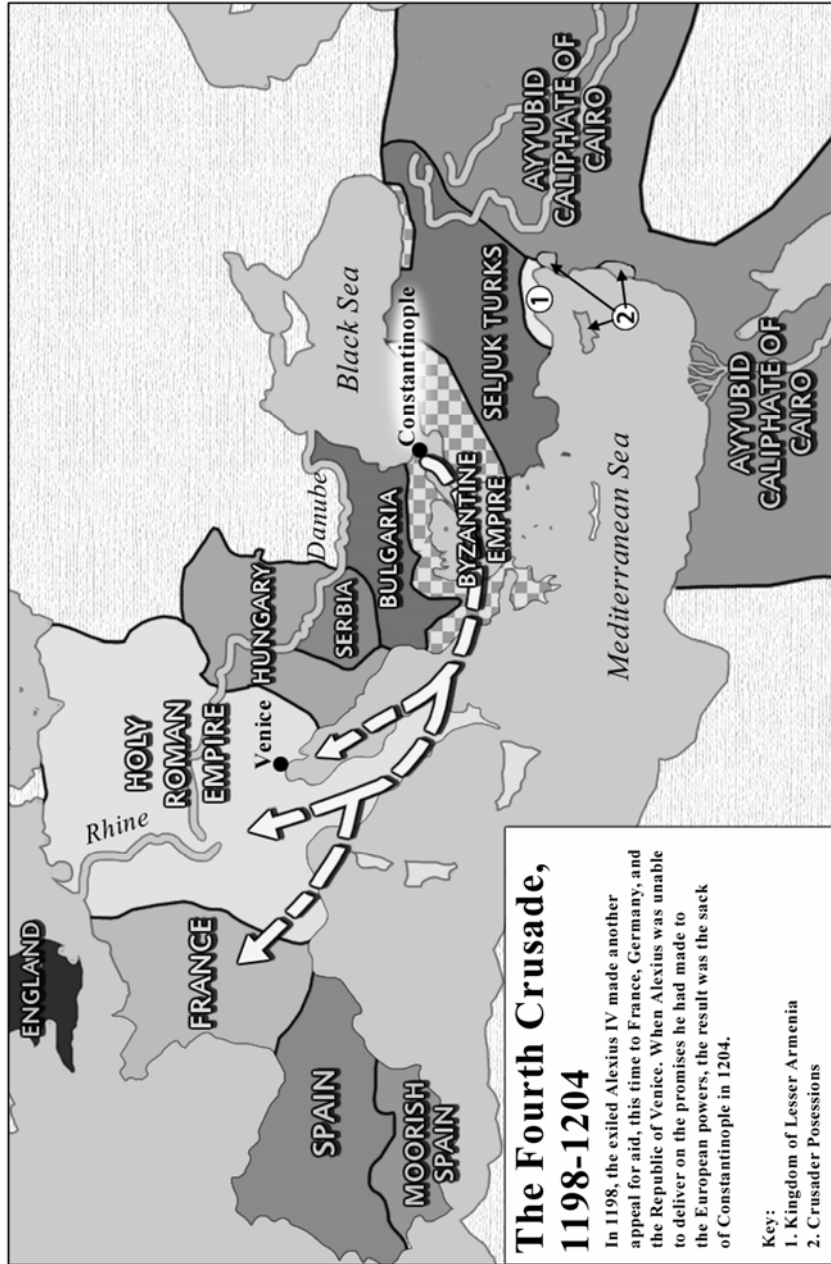 The Fourth Crusade,
1198-1204
In 1198, the exiled Alexius IV made another
appeal for aid, this time to France, Germany, and
the Republic of Venice. When Alexius was unable
to deliver on the promises he had made to
the European powers, the result was the sack
of Constantinople in 1204.
Key:
1. Kingdom of Lesser Armenia
2. Crusader Posessions
ENGLAND
FRANCE
SPAIN
MOORISH
SPAIN
Rhine
HOLY
ROMAN
EMPIRE
Venice
HUNGARY
Danube
SERBIA
BULGARIA
Black Sea
Constantinople
BYZANTINE
EMPIRE
SELJUK TURKS
1
2
Mediterranean Sea
AYYUBID
CALIPHATE OF
CAIRO
AYYUBID
CALIPHATE OF
CAIRO